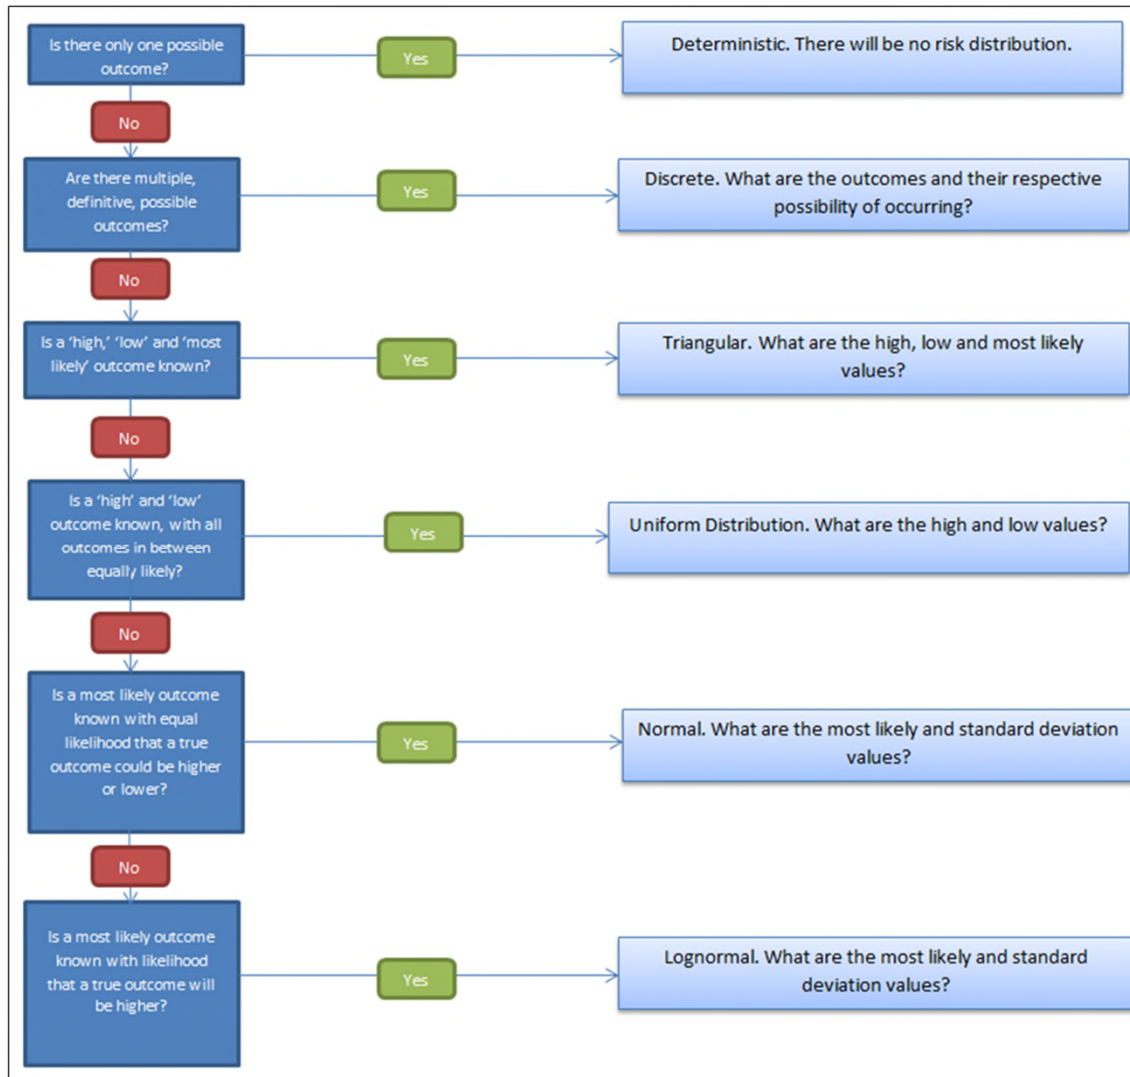 Is there only one possible
outcome?
Yes
Deterministic. There will be no risk distribution.
No
Are there multiple,
definitive, possible
outcomes?
Yes
Discrete. What are the outcomes and their respective
possibility of occurring?
No
Is a ‘high,’ ‘low’ and ‘most
likely’ outcome known?
Yes
Triangular. What are the high, low and most likely
values?
No
Is a ‘high’ and ‘low’
outcome known, with all
outcomes in between
equally likely?
Yes
Uniform Distribution. What are the high and low values?
No
Is a most likely outcome
known with equal
likelihood that a true
outcome could be higher
or lower?
Yes
Normal. What are the most likely and standard deviation
values?
No
Is a most likely outcome
known with likelihood
that a true outcome will
be higher?
Yes
Lognormal. What are the most likely and standard
deviation values?